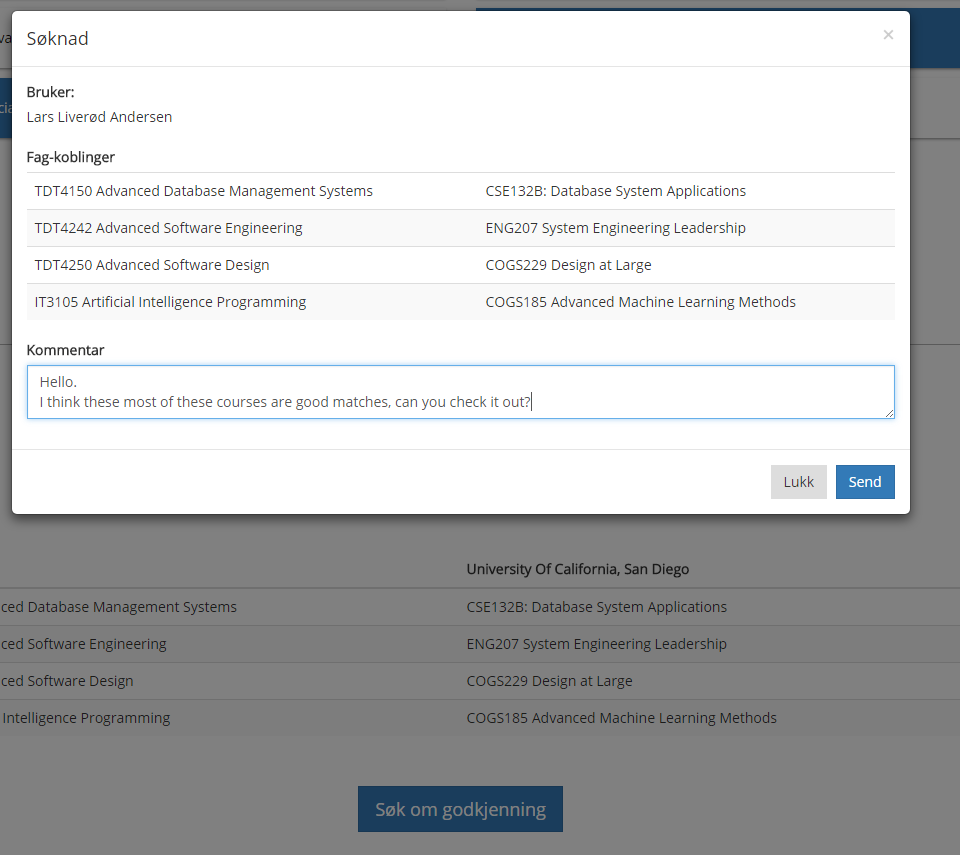 Søknad
×
Bruker:
Lars Liverød Andersen
Fag-koblinger
TDT4150 Advanced Database Management Systems CSE132B: Database System Applications
TDT4242 Advanced Software Engineering ENG207 System Engineering Leadership
TDT4250 Advanced Software Design COGS229 Design at Large
IT3105 Artificial Intelligence Programming COGS185 Advanced Machine Learning Methods
Kommentar
Hello.
I think these most of these courses are good matches, can you check it out?
Lukk Send
University Of California, San Diego
ced Database Management Systems CSE132B: Database System Applications
ced Software Engineering ENG207 System Engineering Leadership
ced Software Design COGS229 Design at Large
Intelligence Programming COGS185 Advanced Machine Learning Methods
Søk om godkjenning